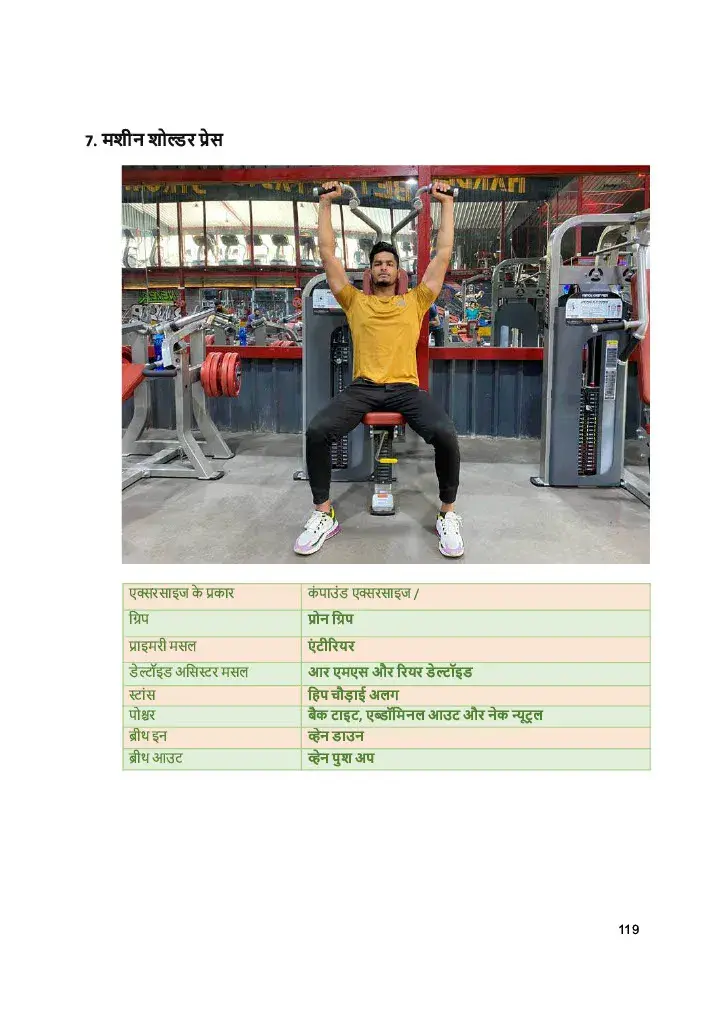 7. मशीन शोल्डर प्रेस
एक्सरसाइज के प्रकार कंपाउंड एक्सरसाइज /
ग्रिप प्रोन ग्रिप
प्राइमरी मसल एंटीरियर
डेल्टॉइड असिस्टर मसल आर एमएस और रियर डेल्टॉइड
स्टांस हिप चौड़ाई अलग
पोश्चर बैक टाइट, एब्डॉमिनल आउट और नेक न्यूट्रल
ब्रीथ इन व्हेन डाउन
ब्रीथ आउट व्हेन पुश अप
119